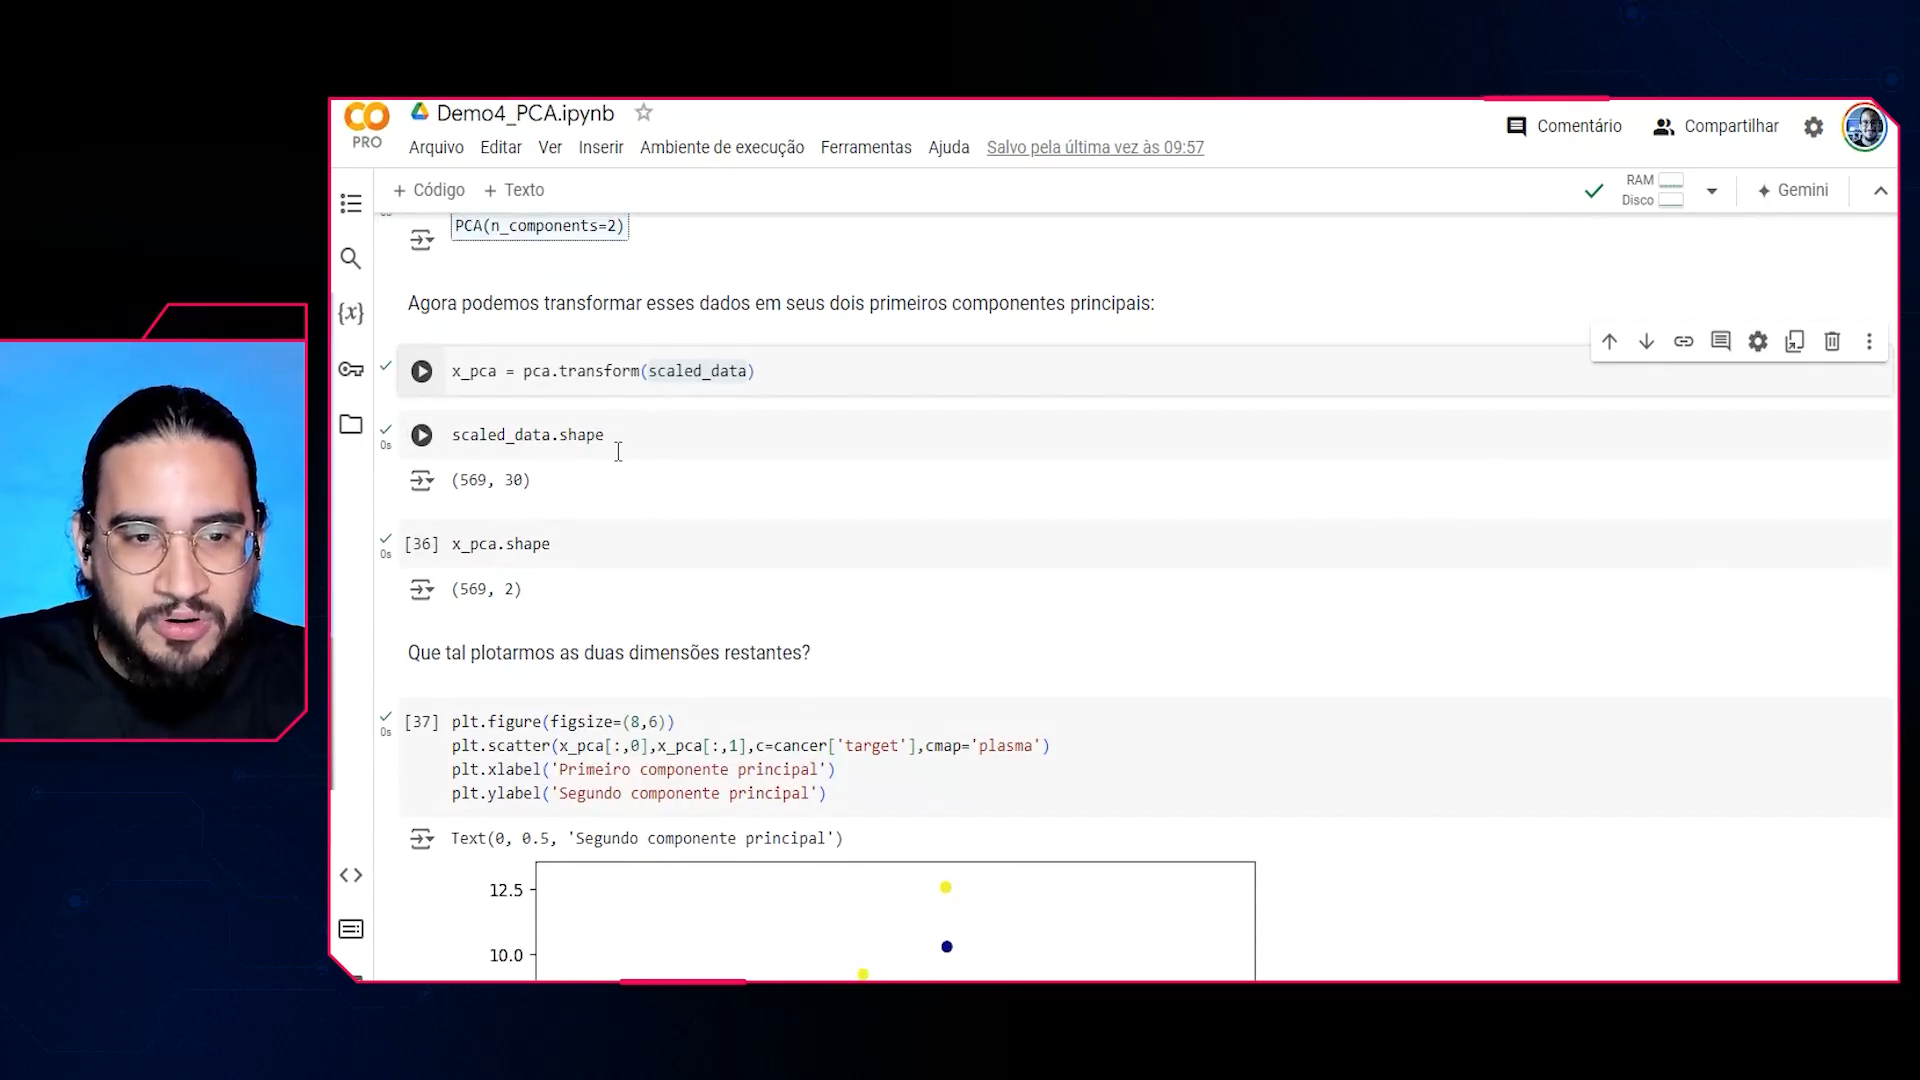 CO
PRO
Demo4_PCA.ipynb
Arquivo Editar Ver Inserir Ambiente de execução Ferramentas Ajuda Salvo pela última vez às 09:57
Comentário
Compartilhar
+ Código + Texto
RAM
Disco
Gemini
PCA(n_components=2)
Agora podemos transformar esses dados em seus dois primeiros componentes principais:
{x}
x_pca = pca.transform(scaled_data)
0s
scaled_data.shape
(569, 30)
0s
[36] x_pca.shape
(569, 2)
Que tal plotarmos as duas dimensões restantes?
0s
[37] plt.figure(figsize=(8,6))
plt.scatter(x_pca[:,0],x_pca[:,1],c=cancer['target'],cmap='plasma')
plt.xlabel('Primeiro componente principal')
plt.ylabel('Segundo componente principal')
Text(0, 0.5, 'Segundo componente principal')
12.5
10.0